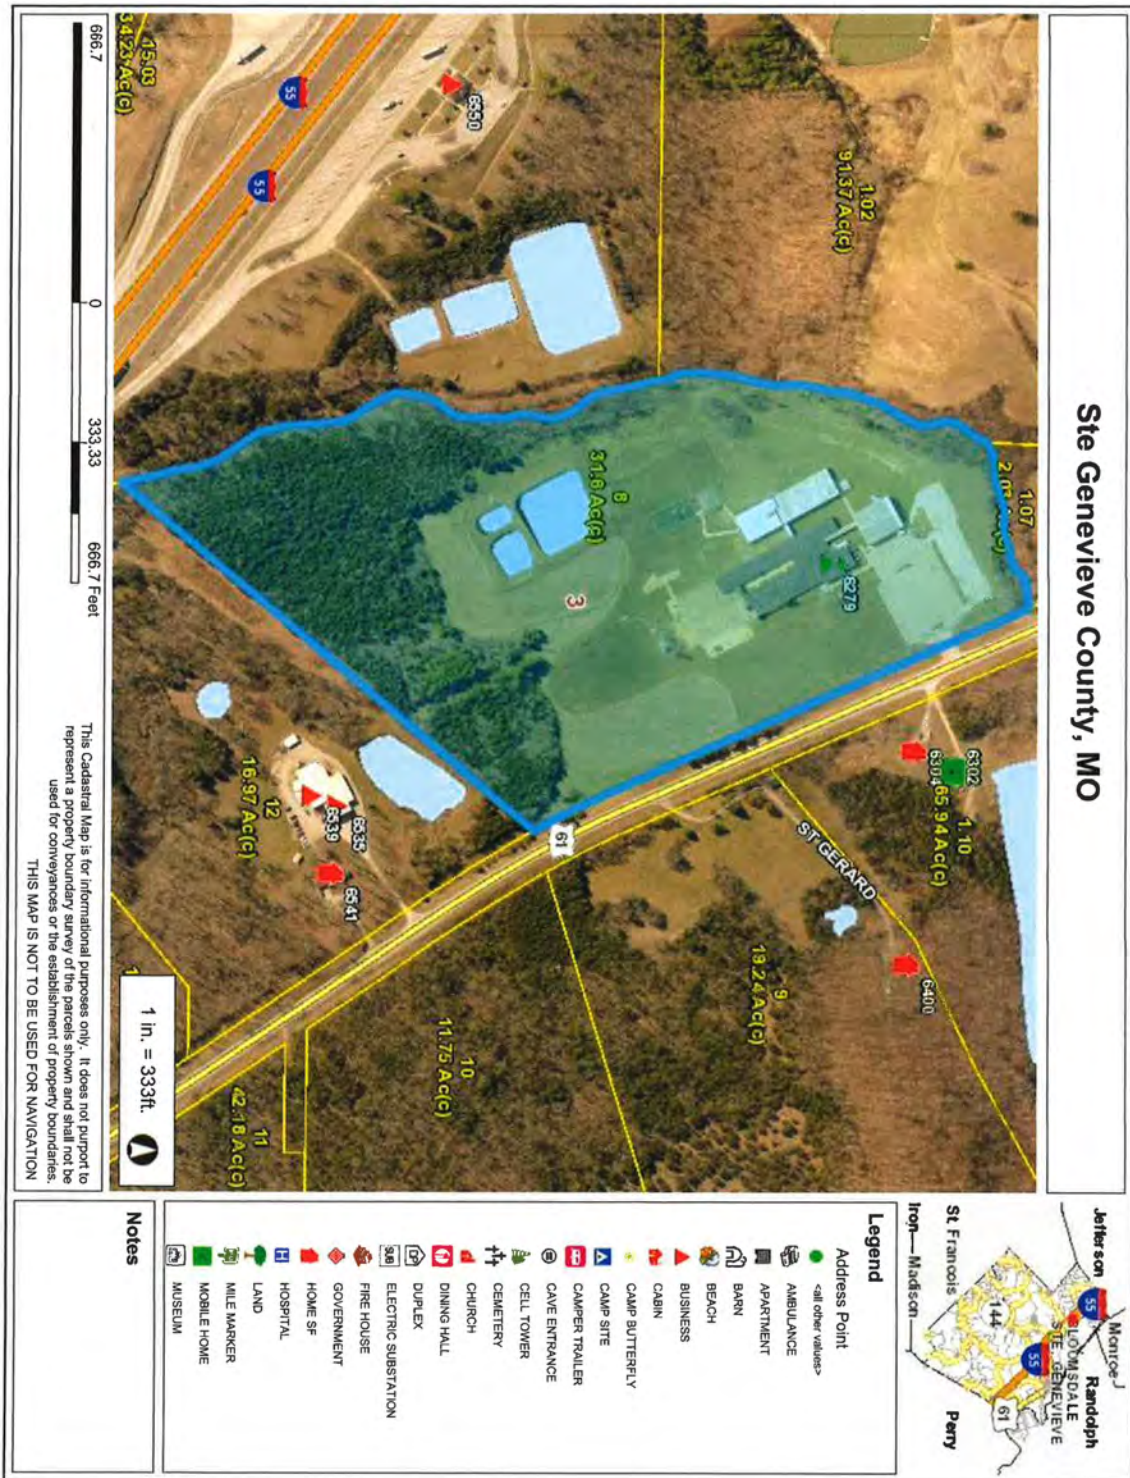 Ste Genevieve County, MO
15.03
34.23 Ac(c)
55
55
6550
1.02
91.37 Ac(c)
1.07
8
31.6 Ac(c)
3
6279
6302
6304
1.10
65.94 Ac(c)
ST GERARD
6400
61
9
19.24 Ac(c)
10
11.75 Ac(c)
11
42.18 Ac(c)
12
16.97 Ac(c)
6535
6539
6541
1
1 in. = 333ft.
666.7
0
333.33
666.7 Feet
This Cadastral Map is for informational purposes only. It does not purport to
represent a property boundary survey of the parcels shown and shall not be
used for conveyances or the establishment of property boundaries.
THIS MAP IS NOT TO BE USED FOR NAVIGATION
Jefferson
Monroe
Randolph
55
BLOOMSDALE
STE. GENEVIEVE
St Francois
144
55
61
Perry
Iron
Madison
Legend
Address Point
<all other values>
AMBULANCE
APARTMENT
BARN
BEACH
BUSINESS
CABIN
CAMP BUTTERFLY
CAMP SITE
CAMPER TRAILER
CAVE ENTRANCE
CELL TOWER
CEMETERY
CHURCH
DINING HALL
DUPLEX
SUB
ELECTRIC SUBSTATION
FIRE HOUSE
GOVERNMENT
HOME SF
H
HOSPITAL
LAND
MILE MARKER
MOBILE HOME
MUSEUM
Notes